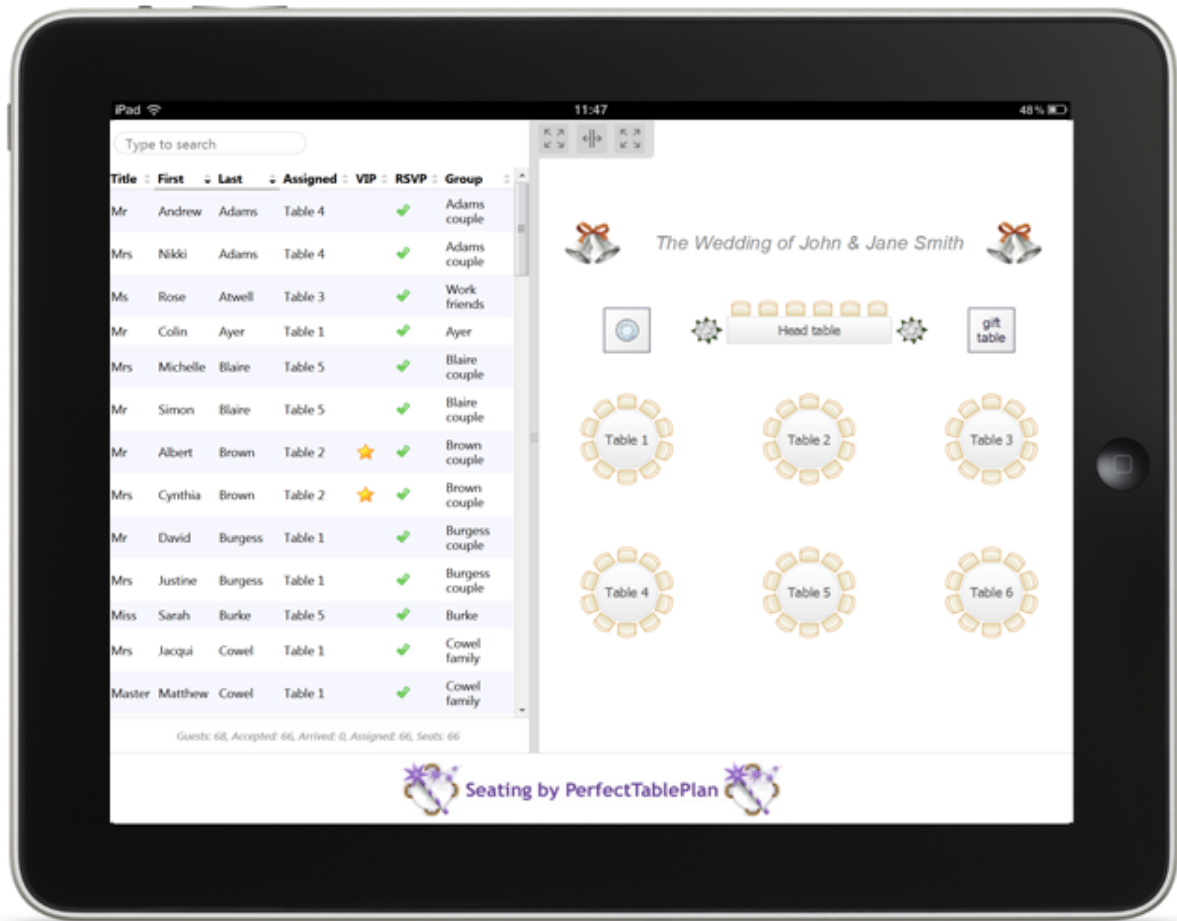 iPad 11:47 48%
Type to search
Title First Last Assigned VIP RSVP Group
Mr Andrew Adams Table 4 Adams couple
Mrs Nikki Adams Table 4 Adams couple
Ms Rose Atwell Table 3 Work friends
Mr Colin Ayer Table 1 Ayer
Mrs Michelle Blaire Table 5 Blaire couple
Mr Simon Blaire Table 5 Blaire couple
Mr Albert Brown Table 2 Brown couple
Mrs Cynthia Brown Table 2 Brown couple
Mr David Burgess Table 1 Burgess couple
Mrs Justine Burgess Table 1 Burgess couple
Miss Sarah Burke Table 5 Burke
Mrs Jacqui Cowel Table 1 Cowel family
Master Matthew Cowel Table 1 Cowel family
Guests: 68, Accepted: 66, Arrived: 0, Assigned: 66, Seats: 66
The Wedding of John & Jane Smith
Head table
gift
table
Table 1 Table 2 Table 3
Table 4 Table 5 Table 6
Seating by PerfectTablePlan